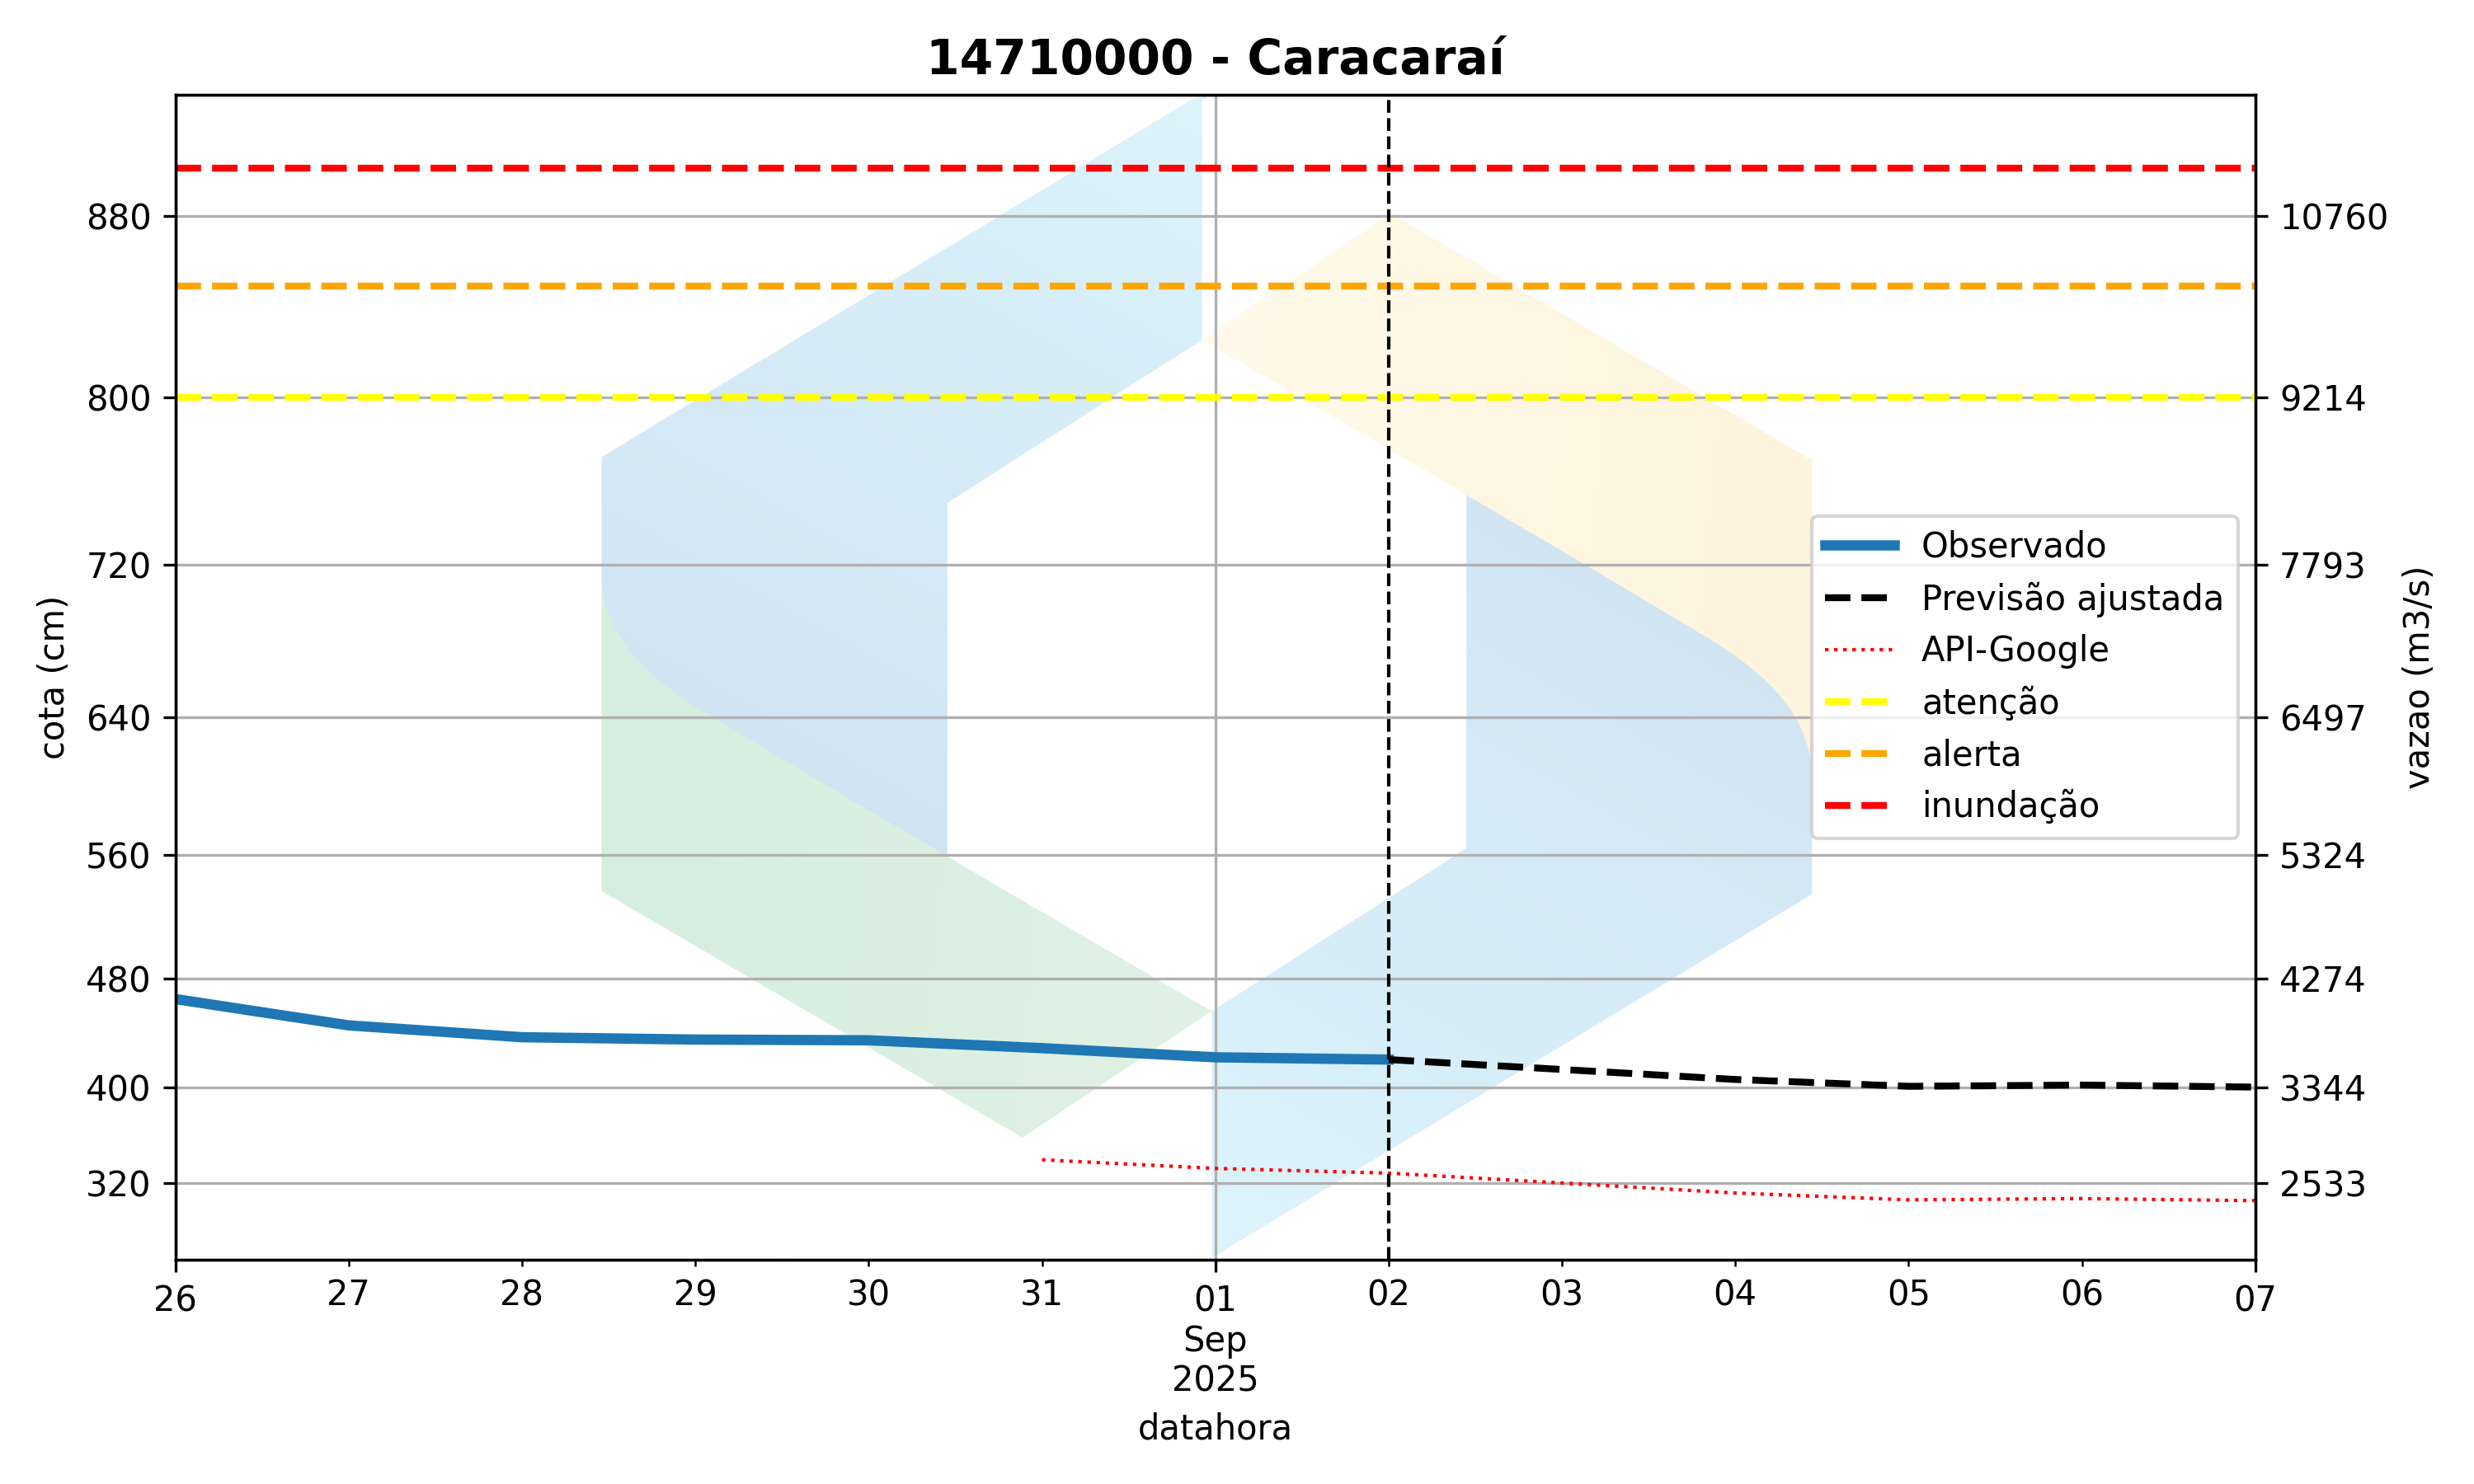 14710000 - Caracaraí
880
800
720
640
560
480
400
320
cota (cm)
10760
9214
7793
6497
5324
4274
3344
2533
vazao (m3/s)
Observado
Previsão ajustada
API-Google
atenção
alerta
inundação
26 27 28 29 30 31 01 02 03 04 05 06 07
Sep
2025
datahora